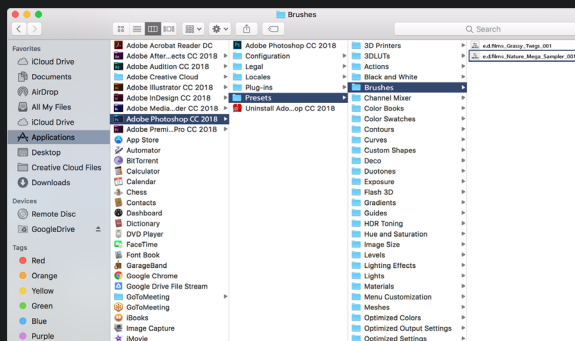 Brushes
Search
Favorites
iCloud Drive
Documents
AirDrop
All My Files
iCloud Drive
Applications
Desktop
Creative Cloud Files
Downloads
Devices
Remote Disc
GoogleDrive
Tags
Red
Orange
Yellow
Green
Blue
Purple
Adobe Acrobat Reader DC
Adobe After...ects CC 2018
Adobe Audition CC 2018
Adobe Creative Cloud
Adobe Illustrator CC 2018
Adobe InDesign CC 2018
Adobe Media...der CC 2018
Adobe Photoshop CC 2018
Adobe Premi...Pro CC 2018
App Store
Automator
BitTorrent
Calculator
Calendar
Chess
Contacts
Dashboard
Dictionary
DVD Player
FaceTime
Font Book
GarageBand
Google Chrome
Google Drive File Stream
GoToMeeting
GoToMeeting
iBooks
Image Capture
iMovie
Adobe Photoshop CC 2018
Configuration
Legal
Locales
Plug-ins
Presets
Uninstall Ado...op CC 2018
3D Printers
3DLUTs
Actions
Black and White
Brushes
Channel Mixer
Color Books
Color Swatches
Contours
Curves
Custom Shapes
Deco
Duotones
Exposure
Flash 3D
Gradients
Guides
HDR Toning
Hue and Saturation
Image Size
Levels
Lighting Effects
Lights
Materials
Menu Customization
Meshes
Optimized Colors
Optimized Output Settings
Optimized Settings
e.d.films_Grassy_Twigs_001
e.d.films_Nature_Mega_Sampler_001